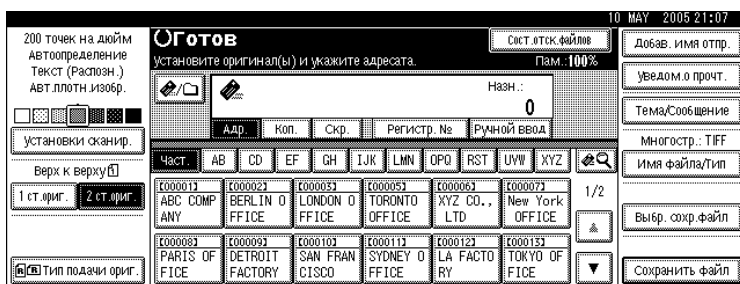 10 MAY 2005 21:07
200 точек на дюйм
Автоопределение
Текст (Распозн.)
Авт.плотн.изобр.
Установки сканир.
Верх к верху
1 ст.ориг.
2 ст.ориг.
Тип подачи ориг.
Готов
Сост.отск.файлов
Установите оригинал(ы) и укажите адресата.
Пам.:100%
Назн.:
0
Адр.
Коп.
Скр.
Регистр. №
Ручной ввод
Част.
AB
CD
EF
GH
IJK
LMN
OPQ
RST
UVW
XYZ
[00001]
ABC COMP
ANY
[00002]
BERLIN O
FFICE
[00003]
LONDON O
FFICE
[00005]
TORONTO
OFFICE
[00006]
XYZ CO.,
LTD
[00007]
New York
OFFICE
[00008]
PARIS OF
FICE
[00009]
DETROIT
FACTORY
[00010]
SAN FRAN
CISCO
[00011]
SYDNEY O
FFICE
[00012]
LA FACTO
RY
[00013]
TOKYO OF
FICE
1/2
Добав. имя отпр.
Уведом.о прочт.
Тема/Сообщение
Многостр.: TIFF
Имя файла/Тип
Выбр. сохр.файл
Сохранить файл